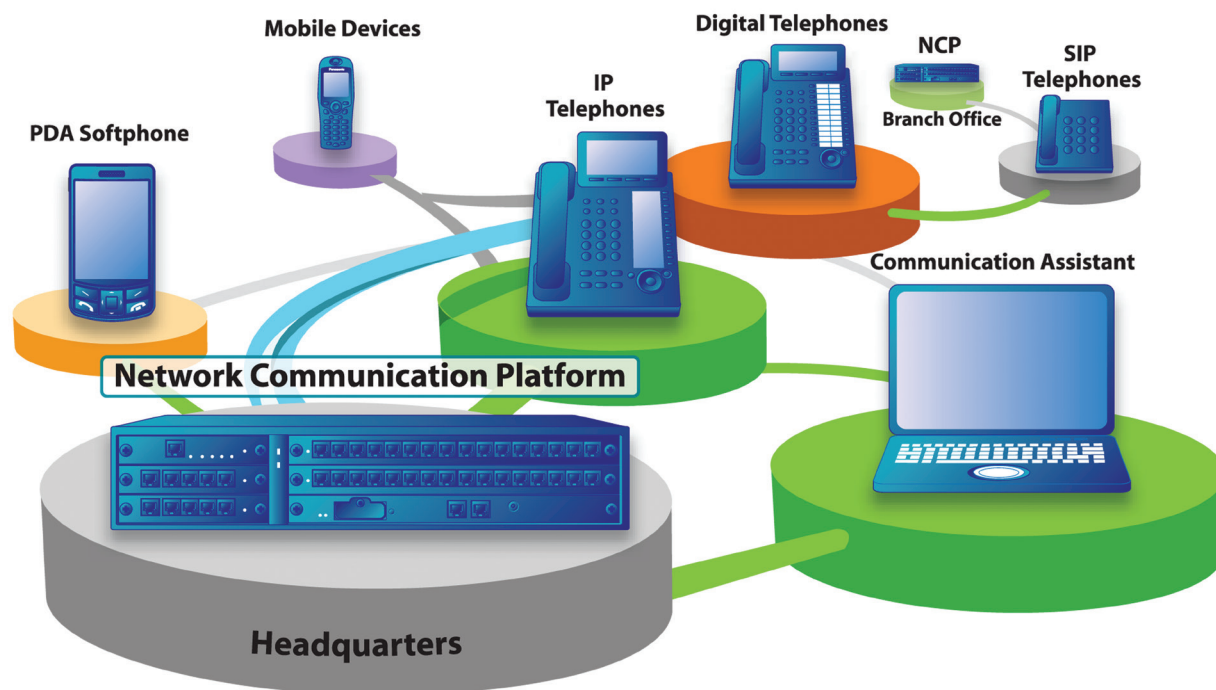 Mobile Devices
Digital Telephones
NCP
SIP
Telephones
IP
Telephones
Branch Office
PDA Softphone
Panasonic
Communication Assistant
Network Communication Platform
Headquarters